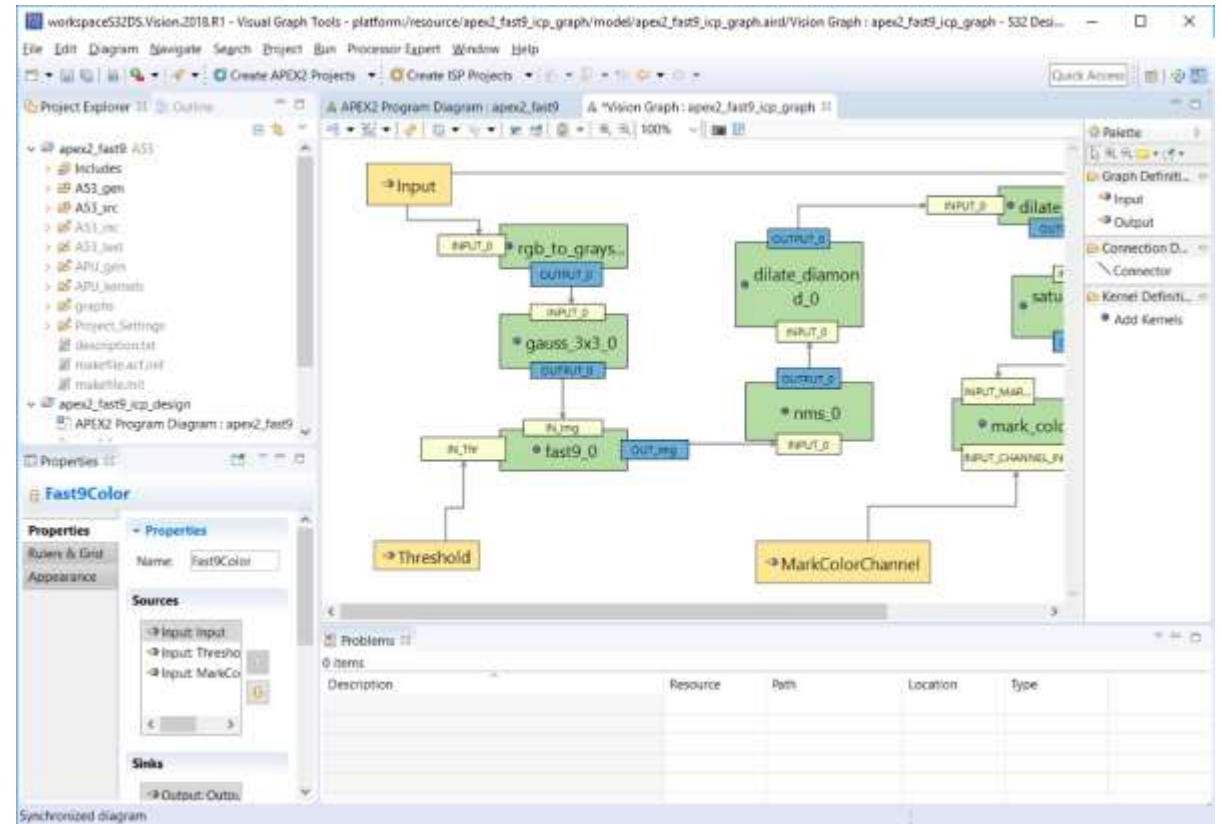 workspaceS32DS.Vision.2018.R1 - Visual Graph Tools - platform:/resource/apex2_fast9_icp_graph/model/apex2_fast9_icp_graph.aird/Vision Graph : apex2_fast9_icp_graph - S32 Desi...
File Edit Diagram Navigate Search Project Run Processor Expert Window Help
Create APEX2 Projects Create ISP Projects Quick Access
Project Explorer Outline
APEX2 Program Diagram : apex2_fast9 *Vision Graph : apex2_fast9_icp_graph
100%
apex2_fast9 A53
Includes
A53_gen
A53_src
A53_inc
A53_test
APU_gen
APU_kernels
graphs
Project_Settings
description.txt
makefile.init
apex2_fast9_icp_design
APEX2 Program Diagram : apex2_fast9
Input
INPUT_0
rgb_to_grays...
OUTPUT_0
INPUT_0
gauss_3x3_0
OUTPUT_0
IN_Img
IN_Thr
fast9_0
OUT_Img
Threshold
INPUT_0
dilate
OUT
OUTPUT_0
dilate_diamon
d_0
INPUT_0
OUTPUT_0
nms_0
INPUT_0
satu
INPUT_MAR...
mark_colo
INPUT_CHANNEL_IN
MarkColorChannel
Palette
Graph Definiti...
Input
Output
Connection D...
Connector
Kernel Definiti...
Add Kernels
Properties
Fast9Color
Properties
Rulers & Grid
Appearance
Properties
Name: Fast9Color
Sources
Input: Input
Input: Thresho
Input: MarkCo
Sinks
Output: Outpu
Problems
0 items
Description Resource Path Location Type
Synchronized diagram